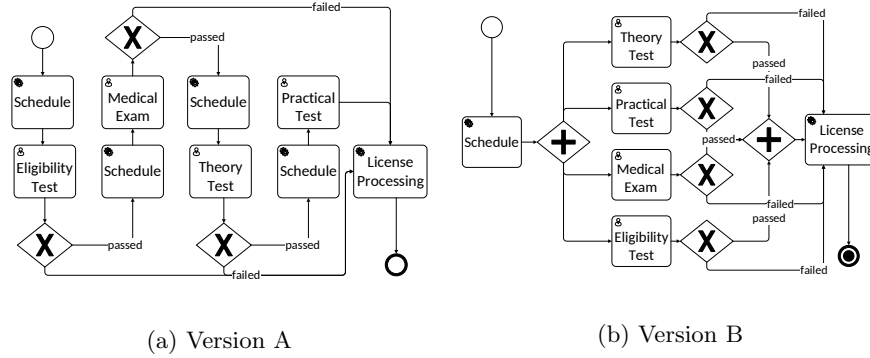 failed
passed
Schedule
Medical
Exam
Schedule
Practical
Test
Eligibility
Test
Schedule
Theory
Test
Schedule
License
Processing
passed
passed
failed
(a) Version A
Theory
Test
failed
passed
failed
Practical
Test
Schedule
passed
License
Processing
Medical
Exam
failed
passed
Eligibility
Test
failed
(b) Version B